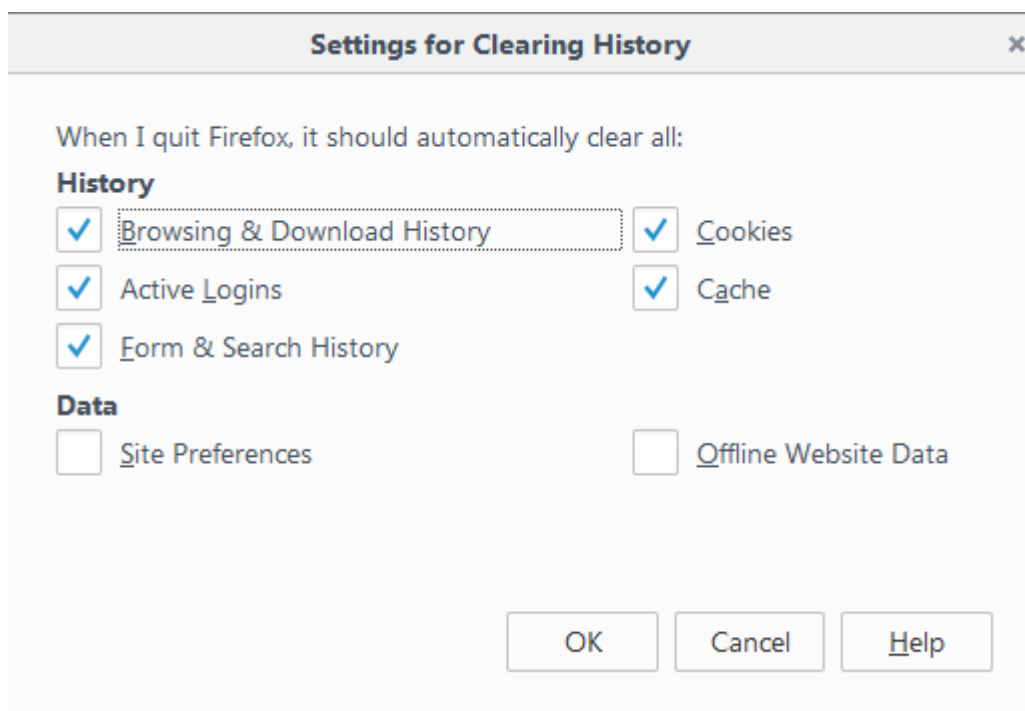 Settings for Clearing History
When I quit Firefox, it should automatically clear all:
History
Browsing & Download History
Cookies
Active Logins
Cache
Form & Search History
Data
Site Preferences
Offline Website Data
OK
Cancel
Help